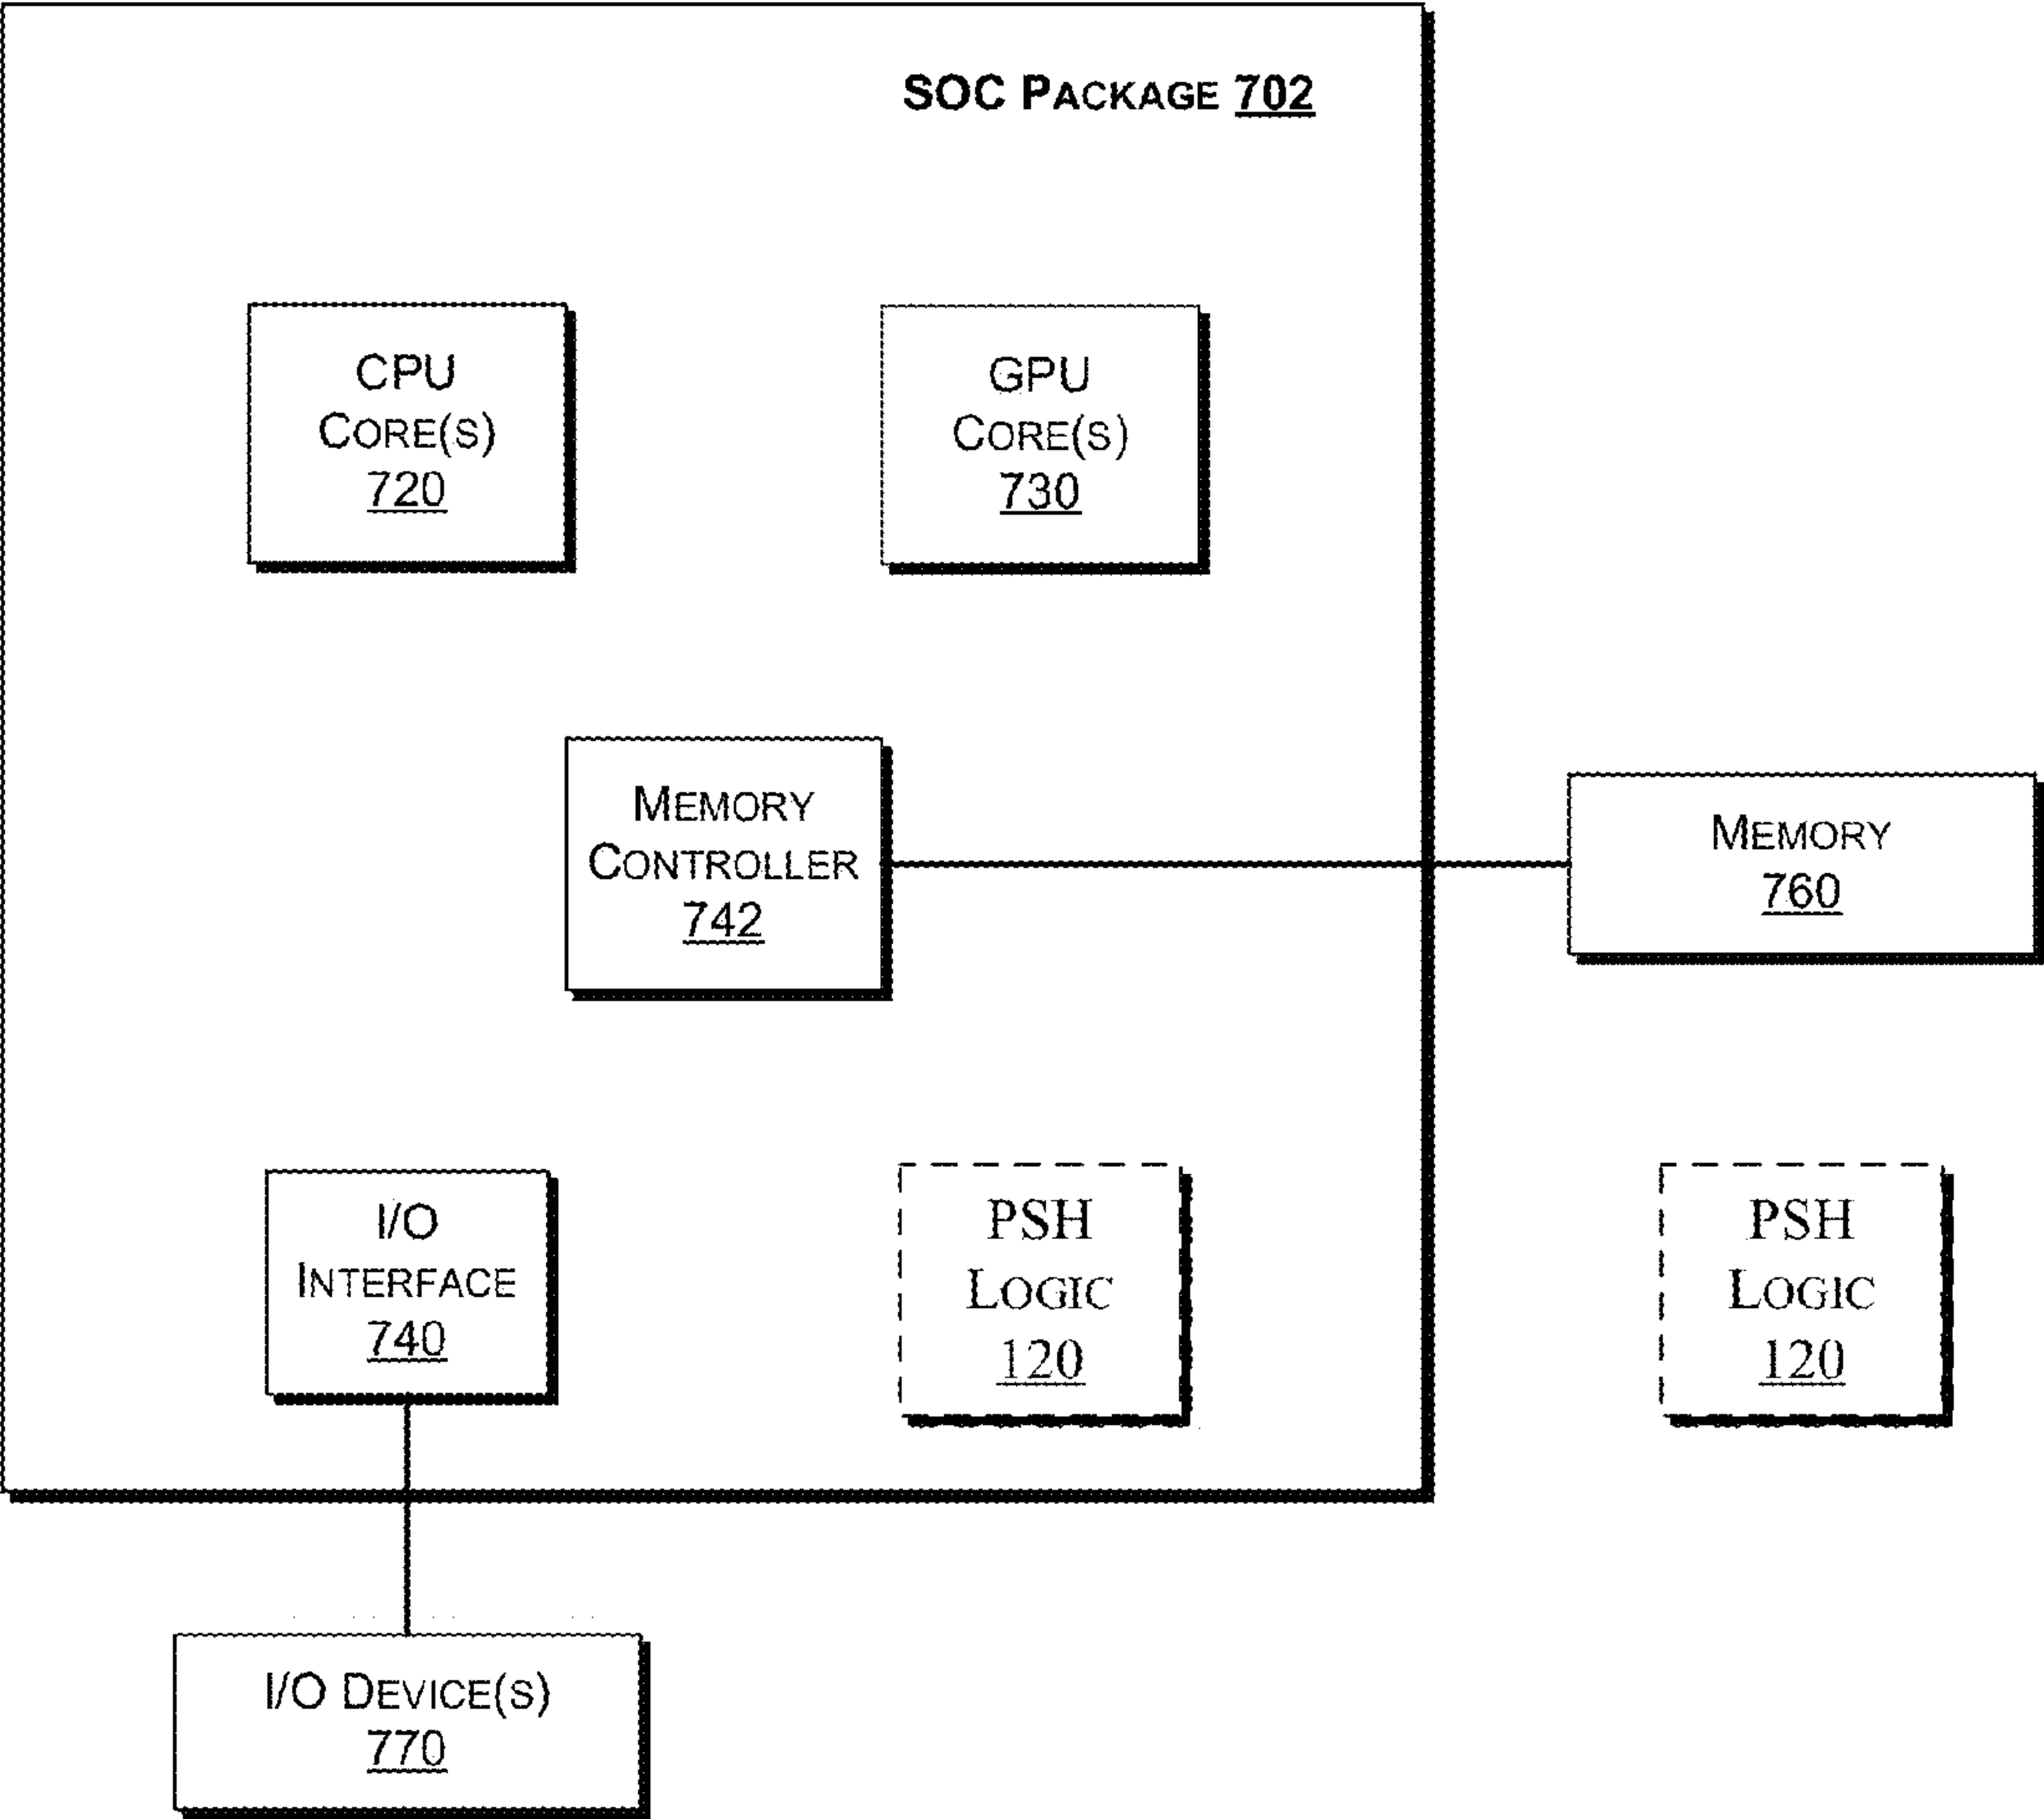 SOC PACKAGE 702
CPU
CORE(S)
720
GPU
CORE(S)
730
MEMORY
CONTROLLER
742
MEMORY
760
I/O
INTERFACE
740
PSH
LOGIC
120
PSH
LOGIC
120
I/O DEVICE(S)
770